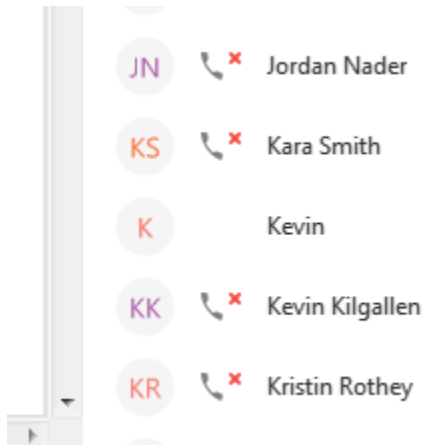 JN Jordan Nader
KS Kara Smith
K Kevin
KK Kevin Kilgallen
KR Kristin Rothey